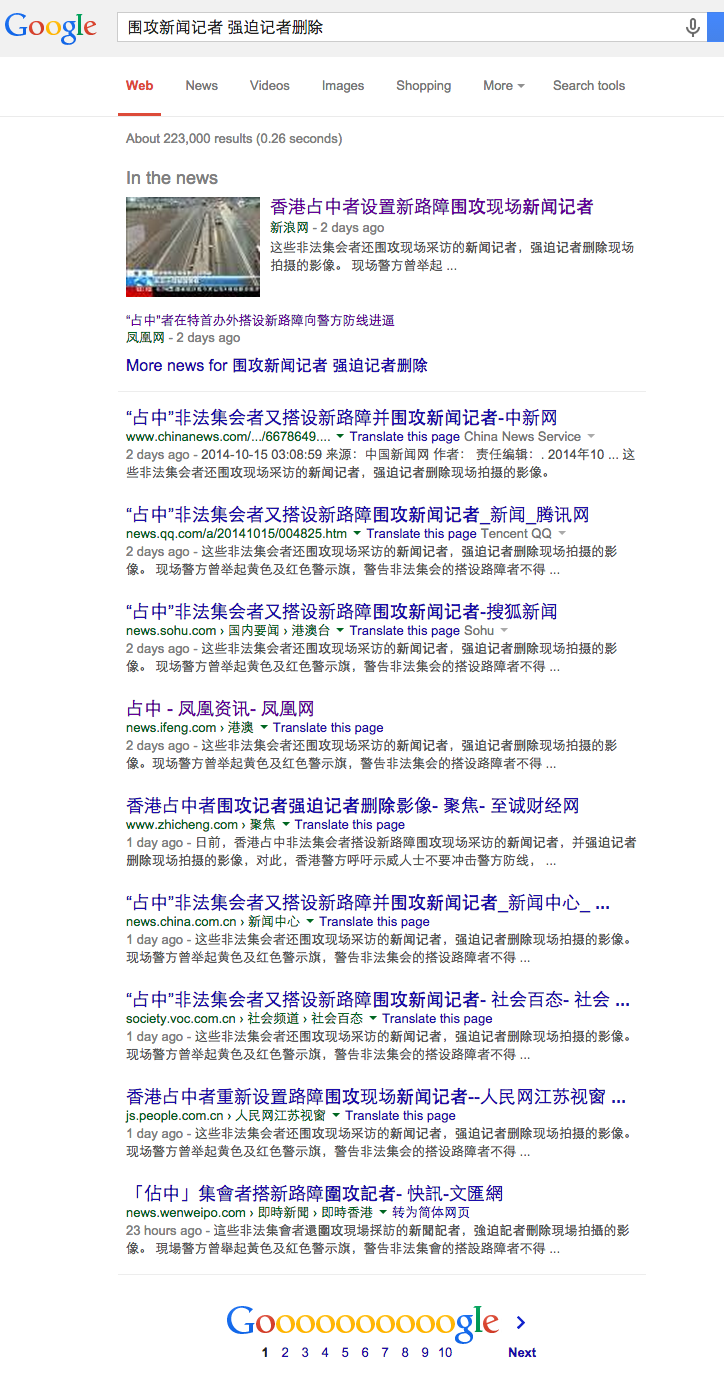 Google 围攻新闻记者 强迫记者删除
Web News Videos Images Shopping More Search tools
About 223,000 results (0.26 seconds)
In the news
香港占中者设置新路障围攻现场新闻记者
新浪网 - 2 days ago
这些非法集会者还围攻现场采访的新闻记者，强迫记者删除现场
拍摄的影像。 现场警方曾举起 ...
“占中”者在特首办外搭设新路障向警方防线进逼
凤凰网 - 2 days ago
More news for 围攻新闻记者 强迫记者删除
“占中”非法集会者又搭设新路障并围攻新闻记者-中新网
www.chinanews.com/.../6678649.... Translate this page China News Service
2 days ago - 2014-10-15 03:08:59 来源：中国新闻网 作者： 责任编辑：. 2014年10 ... 这
些非法集会者还围攻现场采访的新闻记者，强迫记者删除现场拍摄的影像。
“占中”非法集会者又搭设新路障围攻新闻记者_新闻_腾讯网
news.qq.com/a/20141015/004825.htm Translate this page Tencent QQ
2 days ago - 这些非法集会者还围攻现场采访的新闻记者，强迫记者删除现场拍摄的影
像。 现场警方曾举起黄色及红色警示旗，警告非法集会的搭设路障者不得 ...
“占中”非法集会者又搭设新路障围攻新闻记者-搜狐新闻
news.sohu.com › 国内要闻 › 港澳台 Translate this page Sohu
2 days ago - 这些非法集会者还围攻现场采访的新闻记者，强迫记者删除现场拍摄的影
像。 现场警方曾举起黄色及红色警示旗，警告非法集会的搭设路障者不得 ...
占中 - 凤凰资讯- 凤凰网
news.ifeng.com › 港澳 Translate this page
2 days ago - 这些非法集会者还围攻现场采访的新闻记者，强迫记者删除现场拍摄的影
像。现场警方曾举起黄色及红色警示旗，警告非法集会的搭设路障者不得 ...
香港占中者围攻记者强迫记者删除影像- 聚焦- 至诚财经网
www.zhicheng.com › 聚焦 Translate this page
1 day ago - 日前，香港占中非法集会者搭设新路障围攻现场采访的新闻记者，并强迫记者
删除现场拍摄的影像，对此，香港警方呼吁示威人士不要冲击警方防线， ...
“占中”非法集会者又搭设新路障并围攻新闻记者_新闻中心_ ...
news.china.com.cn › 新闻中心 Translate this page
1 day ago - 这些非法集会者还围攻现场采访的新闻记者，强迫记者删除现场拍摄的影像。
现场警方曾举起黄色及红色警示旗，警告非法集会的搭设路障者不得 ...
“占中”非法集会者又搭设新路障围攻新闻记者- 社会百态- 社会 ...
society.voc.com.cn › 社会频道 › 社会百态 Translate this page
1 day ago - 这些非法集会者还围攻现场采访的新闻记者，强迫记者删除现场拍摄的影像。
现场警方曾举起黄色及红色警示旗，警告非法集会的搭设路障者不得 ...
香港占中者重新设置路障围攻现场新闻记者--人民网江苏视窗 ...
js.people.com.cn › 人民网江苏视窗 Translate this page
1 day ago - 这些非法集会者还围攻现场采访的新闻记者，强迫记者删除现场拍摄的影像。
现场警方曾举起黄色及红色警示旗，警告非法集会的搭设路障者不得 ...
「佔中」集會者搭新路障圍攻記者- 快訊-文匯網
news.wenweipo.com › 即時新聞 › 即時香港 转为简体网页
23 hours ago - 這些非法集會者還圍攻現場採訪的新聞記者，強迫記者刪除現場拍攝的影
像。 現場警方曾舉起黃色及紅色警示旗，警告非法集會的搭設路障者不得 ...
Goooooooooogle
1 2 3 4 5 6 7 8 9 10 Next